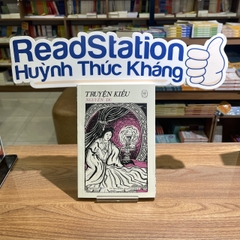 ReadStation
Huỳnh Thúc Kháng
TRUYỆN KIỀU
NGUYỄN DU